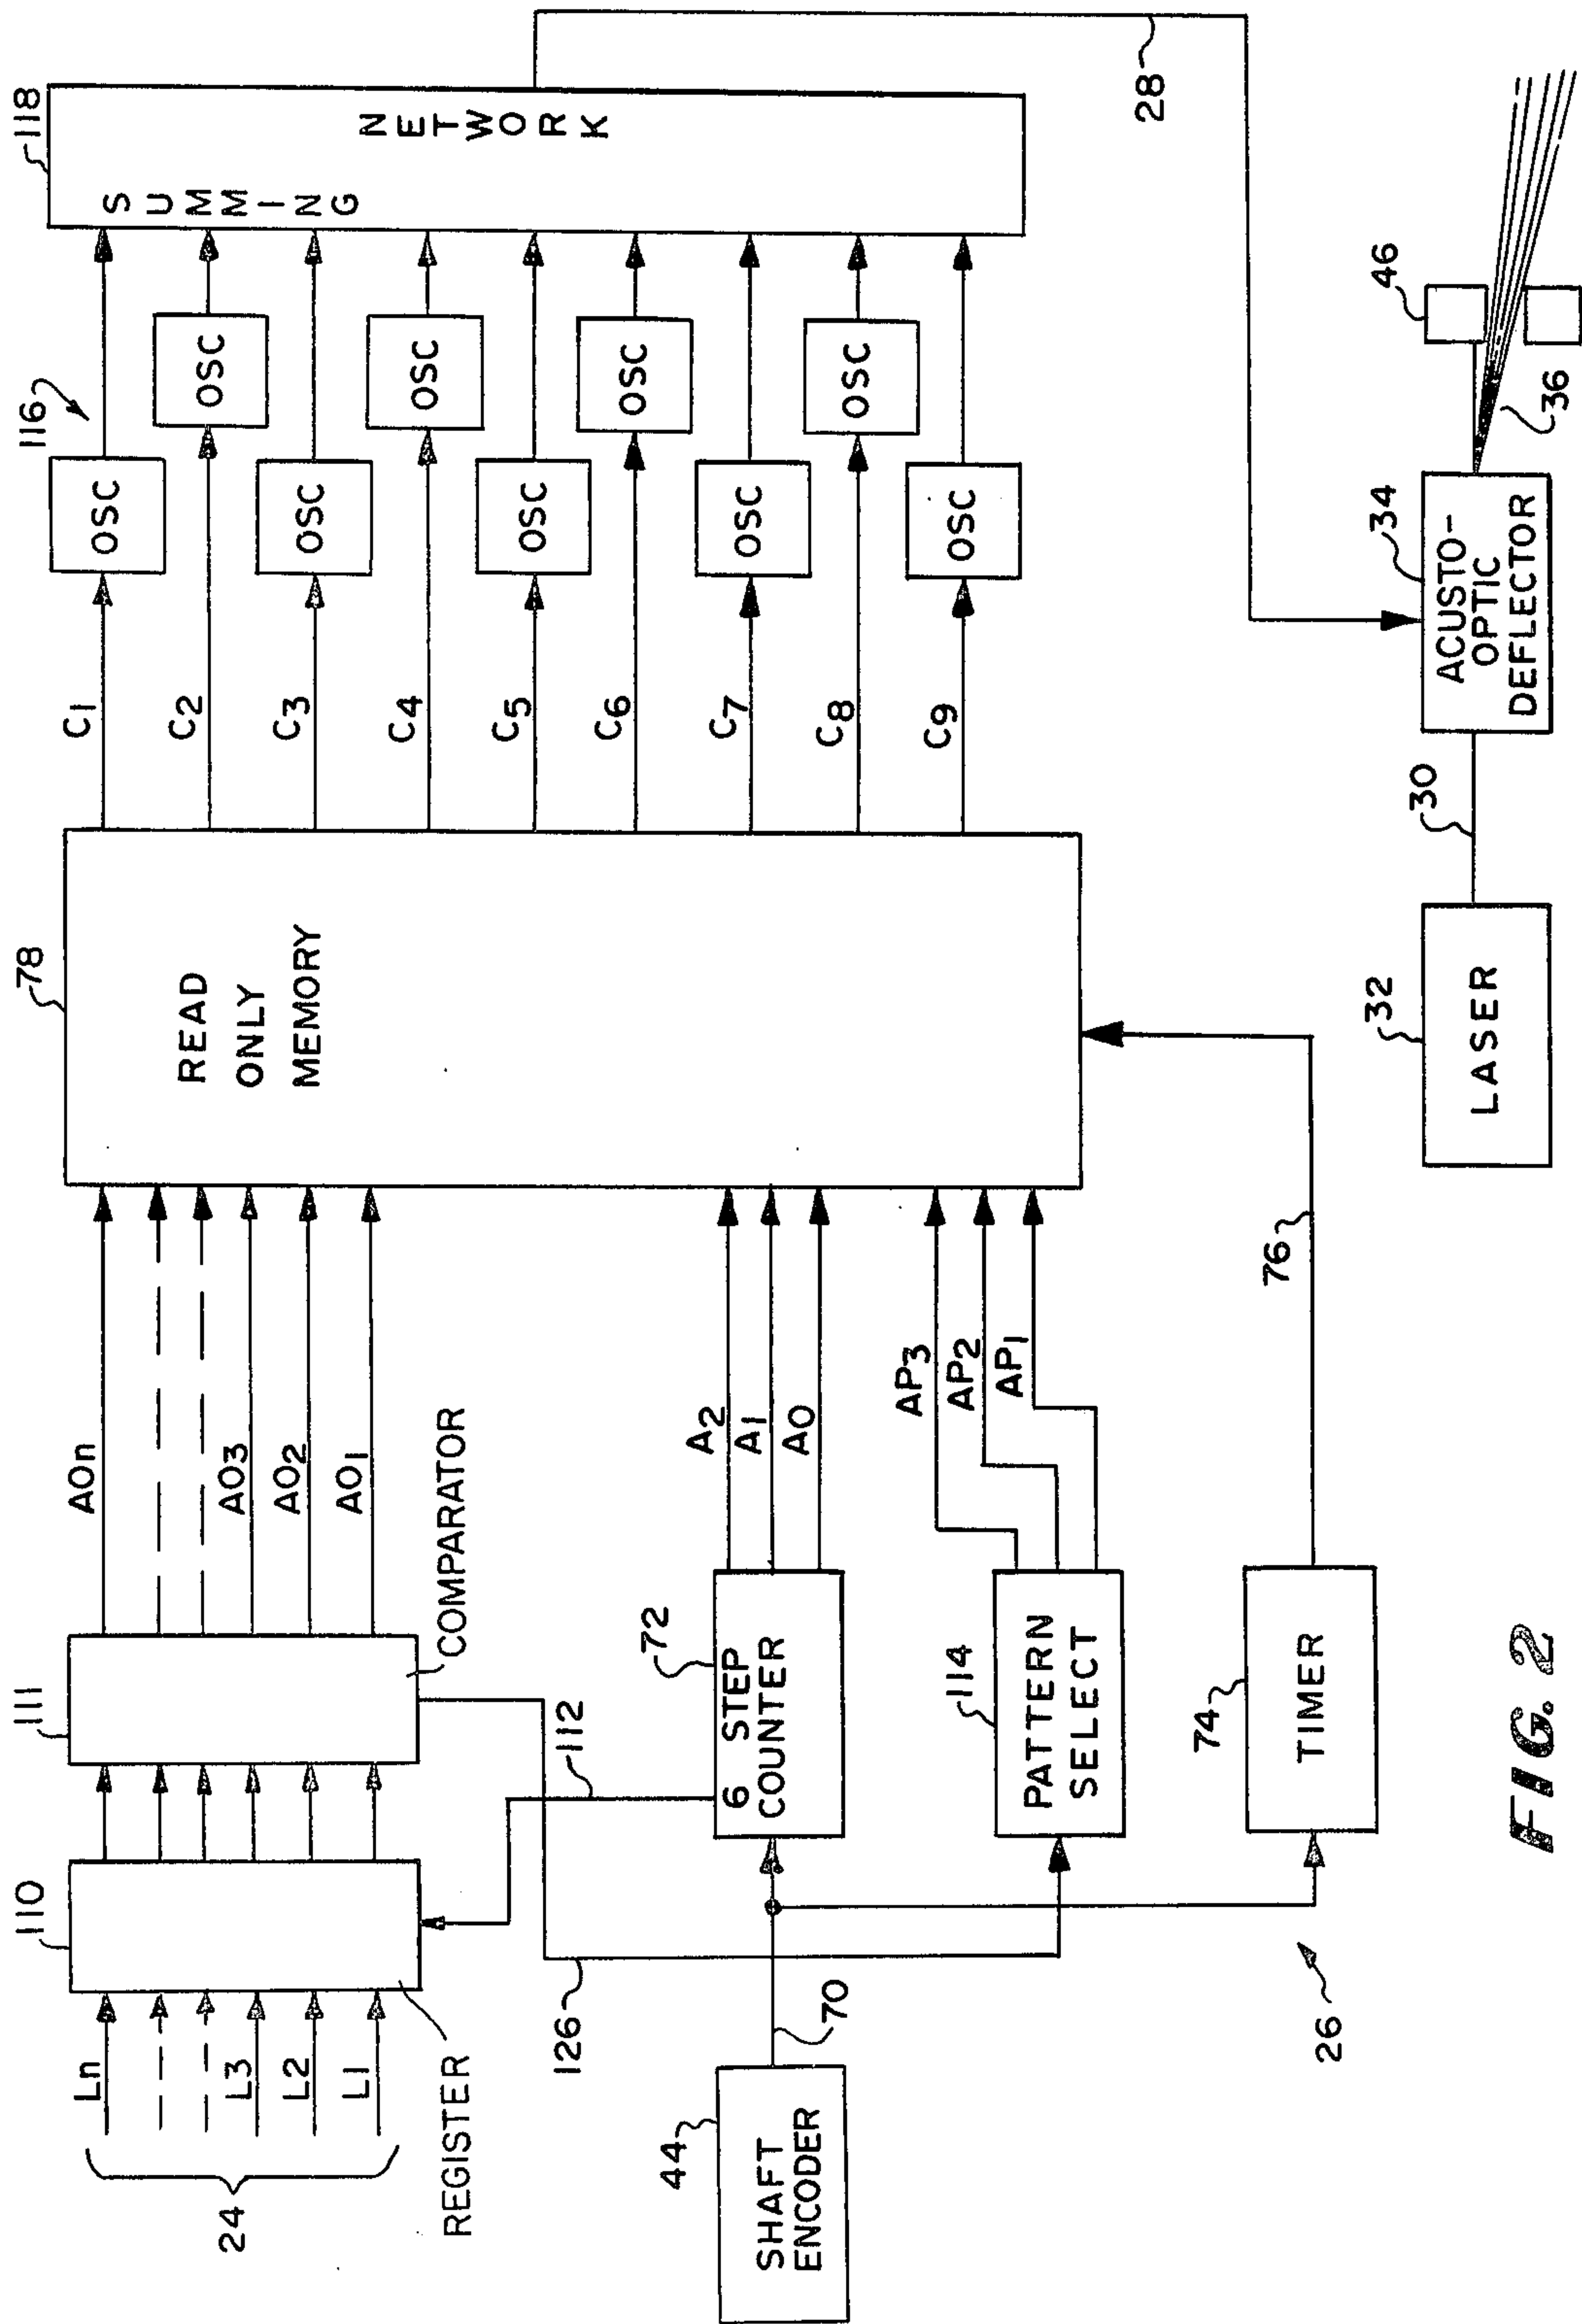 24
Ln
L3
L2
L1
REGISTER
110
111
COMPARATOR
AOn
AO3
AO2
AO1
112
126
44
SHAFT
ENCODER
70
72
6 STEP
COUNTER
A2
A1
AO
114
PATTERN
SELECT
AP3
AP2
AP1
74
TIMER
76
26
78
READ
ONLY
MEMORY
C1
C2
C3
C4
C5
C6
C7
C8
C9
116
OSC
OSC
OSC
OSC
OSC
OSC
OSC
OSC
OSC
118
SUMMING
NETWORK
28
32
LASER
30
34
ACUSTO-
OPTIC
DEFLECTOR
36
46
FIG. 2